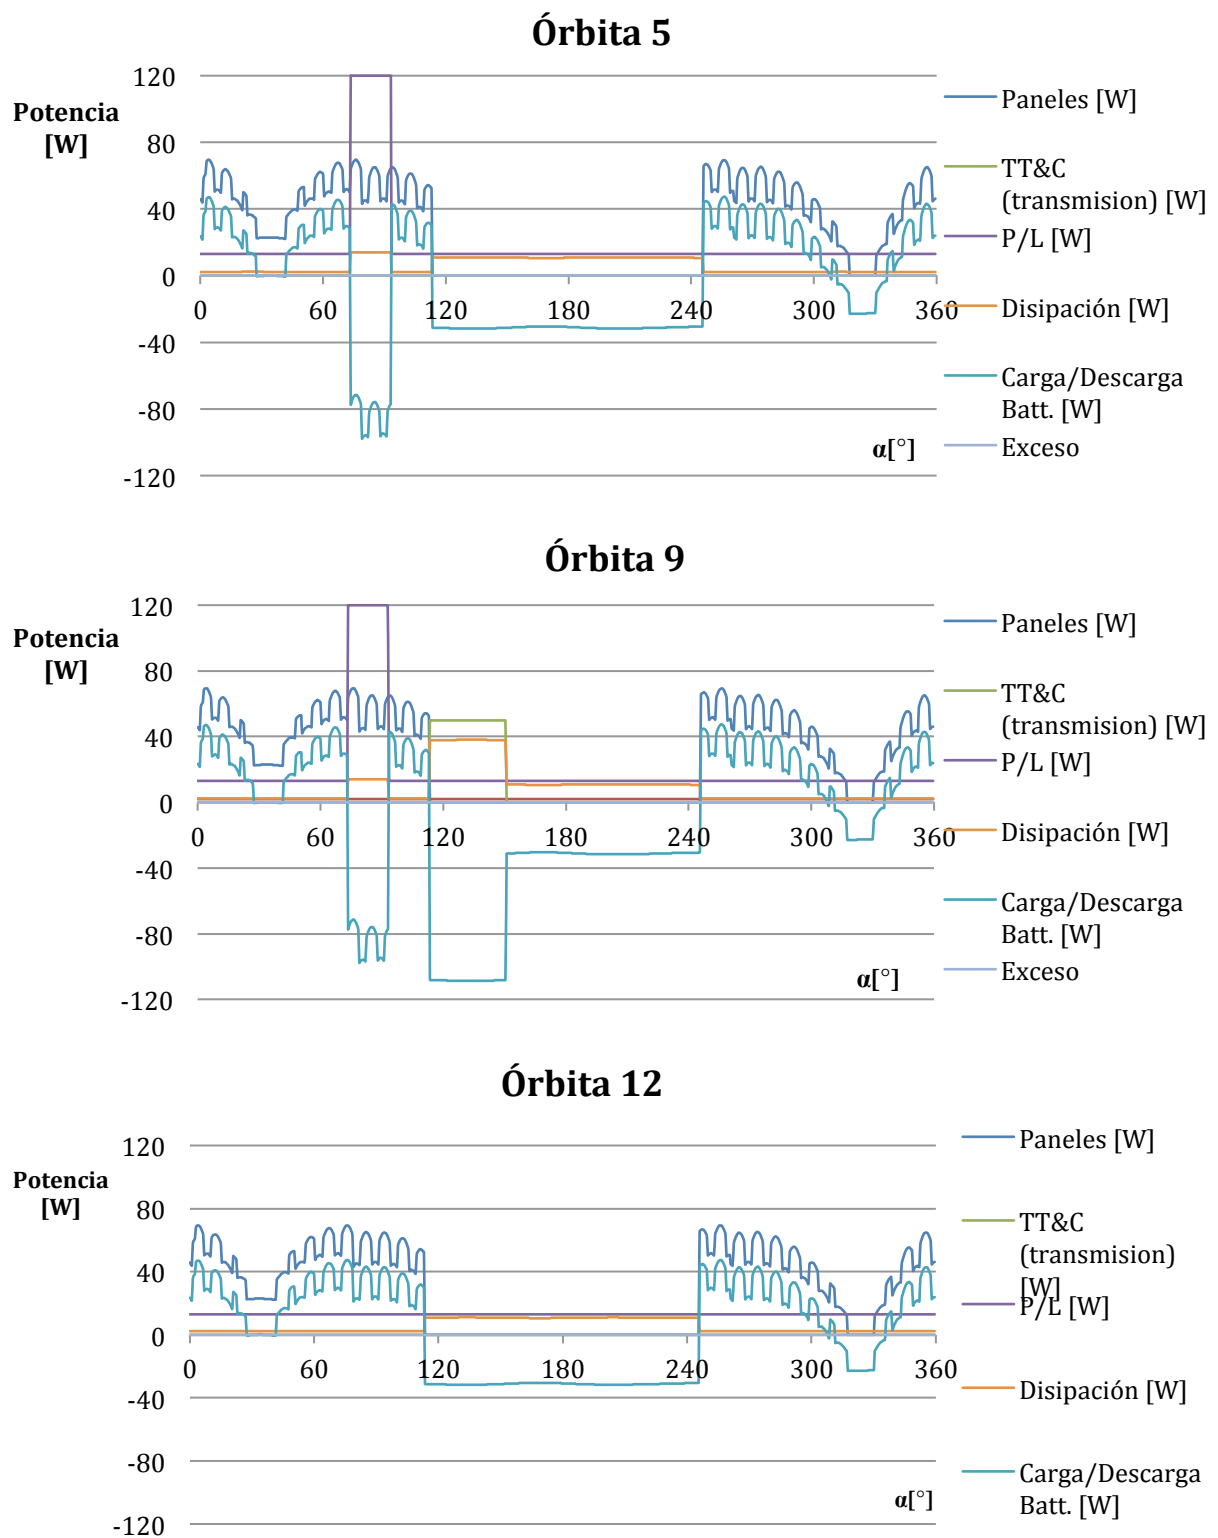 Órbita 5
Potencia
[W]
120
80
40
0
-40
-80
-120
0 60 120 180 240 300 360
α[°]
Paneles [W]
TT&C
(transmision) [W]
P/L [W]
Disipación [W]
Carga/Descarga
Batt. [W]
Exceso
Órbita 9
Potencia
[W]
120
80
40
0
-40
-80
-120
0 60 120 180 240 300 360
α[°]
Paneles [W]
TT&C
(transmision) [W]
P/L [W]
Disipación [W]
Carga/Descarga
Batt. [W]
Exceso
Órbita 12
Potencia
[W]
120
80
40
0
-40
-80
-120
0 60 120 180 240 300 360
α[°]
Paneles [W]
TT&C
(transmision)
[W]
P/L [W]
Disipación [W]
Carga/Descarga
Batt. [W]